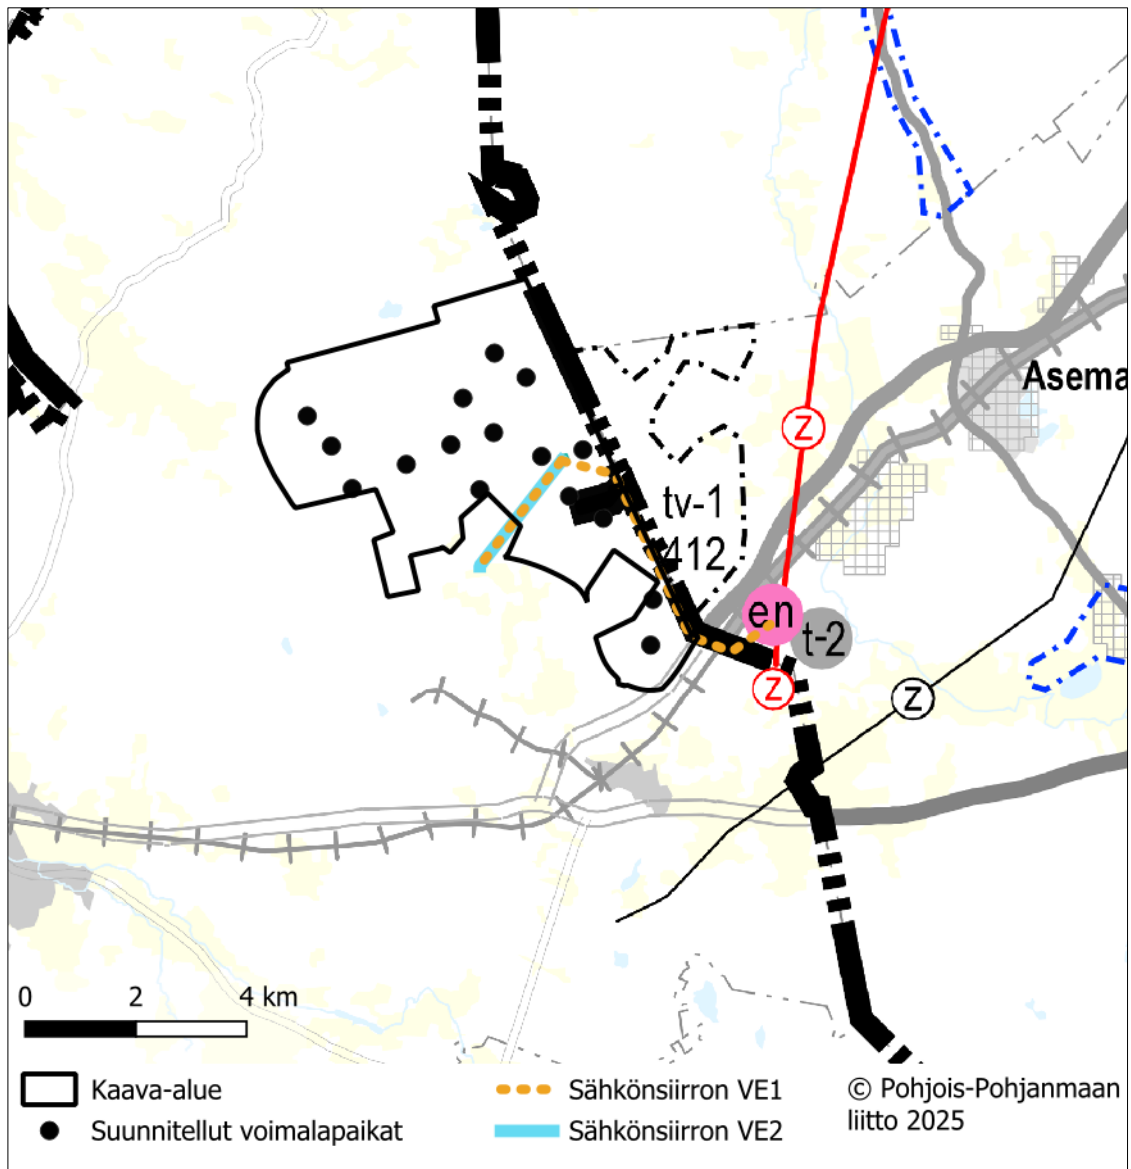 Asema
Z
tv-1
412
en
t-2
Z
Z
0 2 4 km
Kaava-alue
Suunnitellut voimalapaikat
Sähkönsiirron VE1
Sähkönsiirron VE2
© Pohjois-Pohjanmaan
liitto 2025